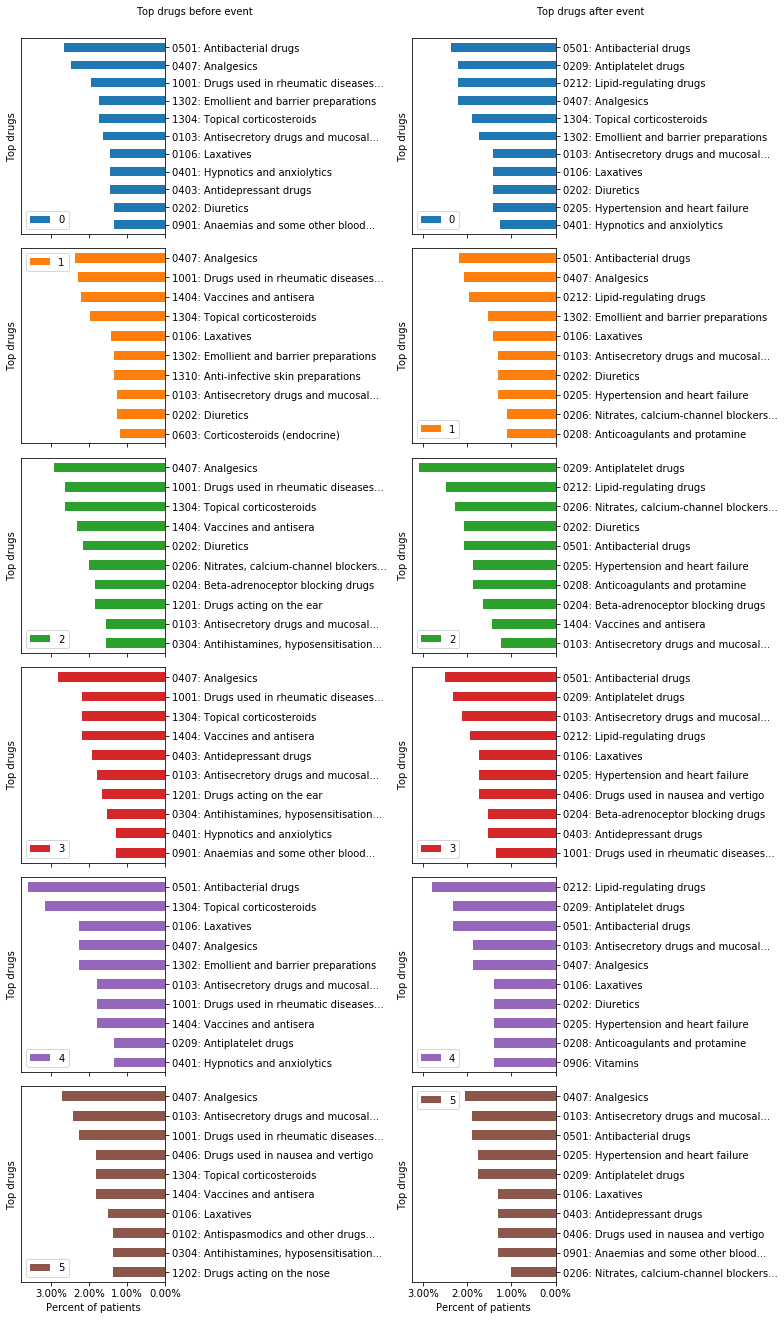 Top drugs before event
Top drugs
0501: Antibacterial drugs
0407: Analgesics
1001: Drugs used in rheumatic diseases...
1302: Emollient and barrier preparations
1304: Topical corticosteroids
0103: Antisecretory drugs and mucosal...
0106: Laxatives
0401: Hypnotics and anxiolytics
0403: Antidepressant drugs
0202: Diuretics
0901: Anaemias and some other blood...
0
Top drugs
1
0407: Analgesics
1001: Drugs used in rheumatic diseases...
1404: Vaccines and antisera
1304: Topical corticosteroids
0106: Laxatives
1302: Emollient and barrier preparations
1310: Anti-infective skin preparations
0103: Antisecretory drugs and mucosal...
0202: Diuretics
0603: Corticosteroids (endocrine)
Top drugs
0407: Analgesics
1001: Drugs used in rheumatic diseases...
1304: Topical corticosteroids
1404: Vaccines and antisera
0202: Diuretics
0206: Nitrates, calcium-channel blockers...
0204: Beta-adrenoceptor blocking drugs
1201: Drugs acting on the ear
0103: Antisecretory drugs and mucosal...
0304: Antihistamines, hyposensitisation...
2
Top drugs
0407: Analgesics
1001: Drugs used in rheumatic diseases...
1304: Topical corticosteroids
1404: Vaccines and antisera
0403: Antidepressant drugs
0103: Antisecretory drugs and mucosal...
1201: Drugs acting on the ear
0304: Antihistamines, hyposensitisation...
0401: Hypnotics and anxiolytics
0901: Anaemias and some other blood...
3
Top drugs
0501: Antibacterial drugs
1304: Topical corticosteroids
0106: Laxatives
0407: Analgesics
1302: Emollient and barrier preparations
0103: Antisecretory drugs and mucosal...
1001: Drugs used in rheumatic diseases...
1404: Vaccines and antisera
0209: Antiplatelet drugs
0401: Hypnotics and anxiolytics
4
Top drugs
0407: Analgesics
0103: Antisecretory drugs and mucosal...
1001: Drugs used in rheumatic diseases...
0406: Drugs used in nausea and vertigo
1304: Topical corticosteroids
1404: Vaccines and antisera
0106: Laxatives
0102: Antispasmodics and other drugs...
0304: Antihistamines, hyposensitisation...
1202: Drugs acting on the nose
5
3.00% 2.00% 1.00% 0.00%
Percent of patients
Top drugs after event
Top drugs
0501: Antibacterial drugs
0209: Antiplatelet drugs
0212: Lipid-regulating drugs
0407: Analgesics
1304: Topical corticosteroids
1302: Emollient and barrier preparations
0103: Antisecretory drugs and mucosal...
0106: Laxatives
0202: Diuretics
0205: Hypertension and heart failure
0401: Hypnotics and anxiolytics
0
Top drugs
0501: Antibacterial drugs
0407: Analgesics
0212: Lipid-regulating drugs
1302: Emollient and barrier preparations
0106: Laxatives
0103: Antisecretory drugs and mucosal...
0202: Diuretics
0205: Hypertension and heart failure
0206: Nitrates, calcium-channel blockers...
0208: Anticoagulants and protamine
1
Top drugs
0209: Antiplatelet drugs
0212: Lipid-regulating drugs
0206: Nitrates, calcium-channel blockers...
0202: Diuretics
0501: Antibacterial drugs
0205: Hypertension and heart failure
0208: Anticoagulants and protamine
0204: Beta-adrenoceptor blocking drugs
1404: Vaccines and antisera
0103: Antisecretory drugs and mucosal...
2
Top drugs
0501: Antibacterial drugs
0209: Antiplatelet drugs
0103: Antisecretory drugs and mucosal...
0212: Lipid-regulating drugs
0106: Laxatives
0205: Hypertension and heart failure
0406: Drugs used in nausea and vertigo
0204: Beta-adrenoceptor blocking drugs
0403: Antidepressant drugs
1001: Drugs used in rheumatic diseases...
3
Top drugs
0212: Lipid-regulating drugs
0209: Antiplatelet drugs
0501: Antibacterial drugs
0103: Antisecretory drugs and mucosal...
0407: Analgesics
0106: Laxatives
0202: Diuretics
0205: Hypertension and heart failure
0208: Anticoagulants and protamine
0906: Vitamins
4
Top drugs
5
0407: Analgesics
0103: Antisecretory drugs and mucosal...
0501: Antibacterial drugs
0205: Hypertension and heart failure
0209: Antiplatelet drugs
0106: Laxatives
0403: Antidepressant drugs
0406: Drugs used in nausea and vertigo
0901: Anaemias and some other blood...
0206: Nitrates, calcium-channel blockers...
3.00% 2.00% 1.00% 0.00%
Percent of patients